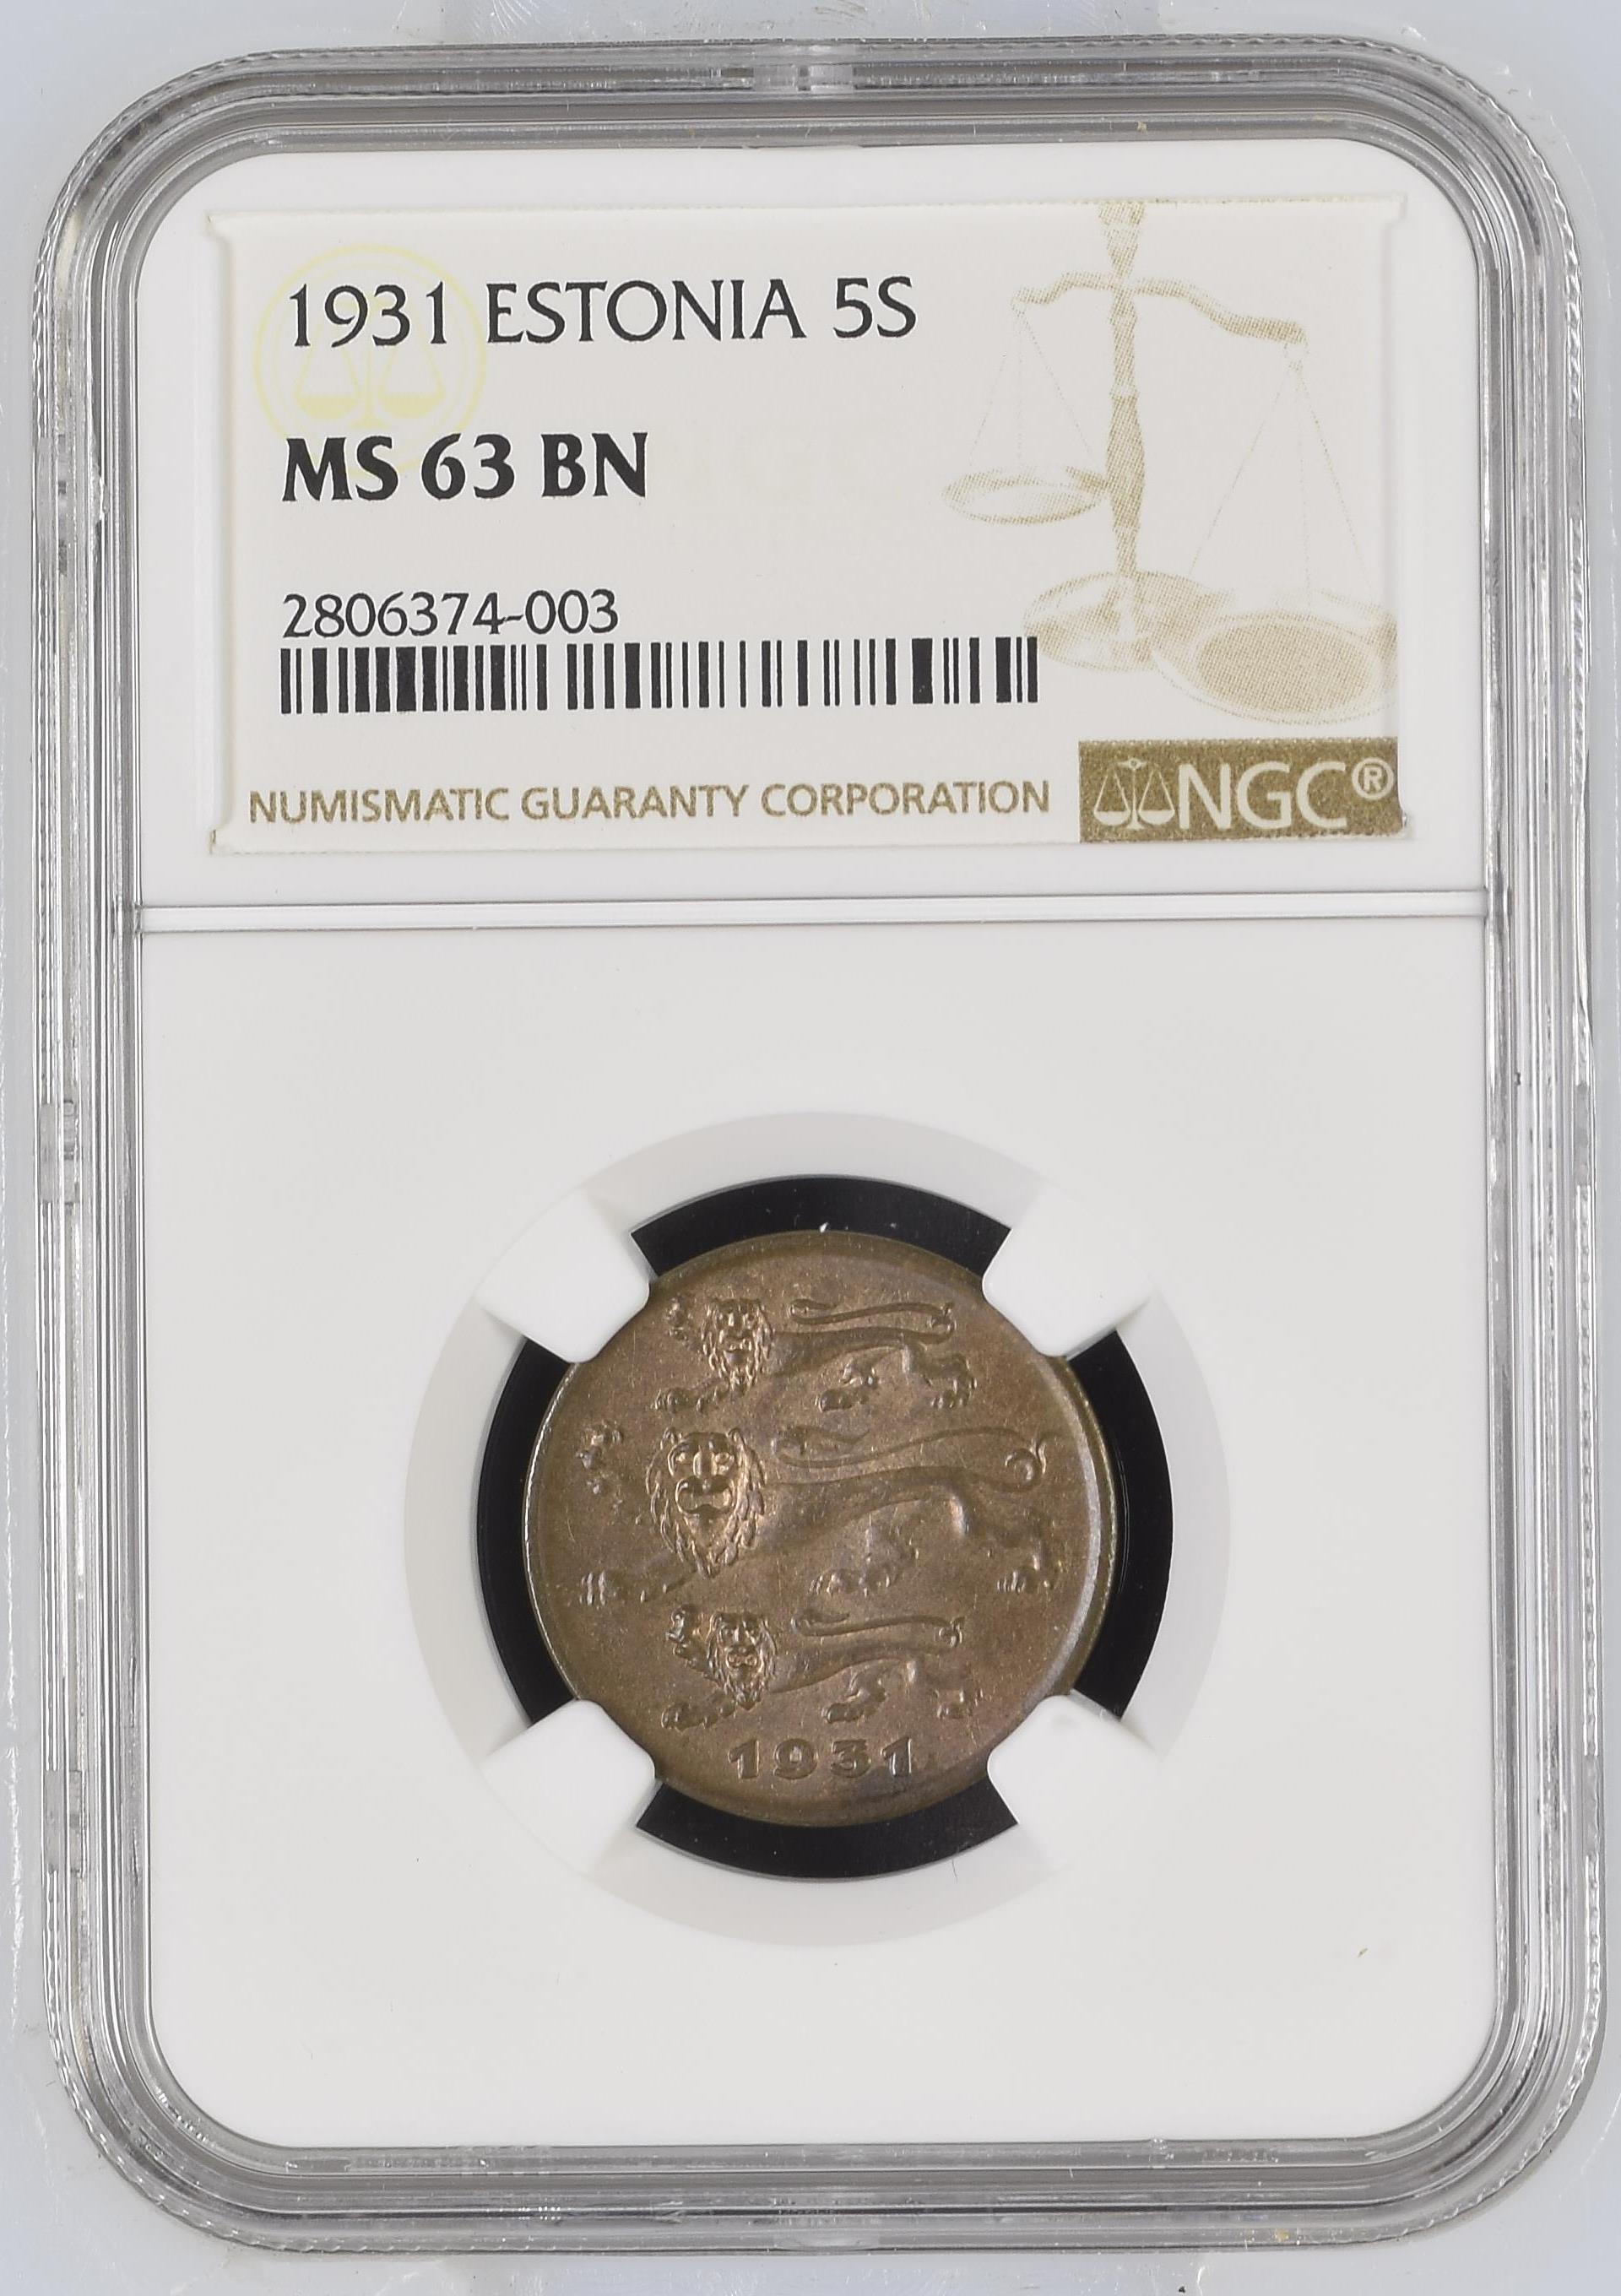 1931 ESTONIA 5S
MS 63 BN
2806374-003
NUMISMATIC GUARANTY CORPORATION
NGC®
1931